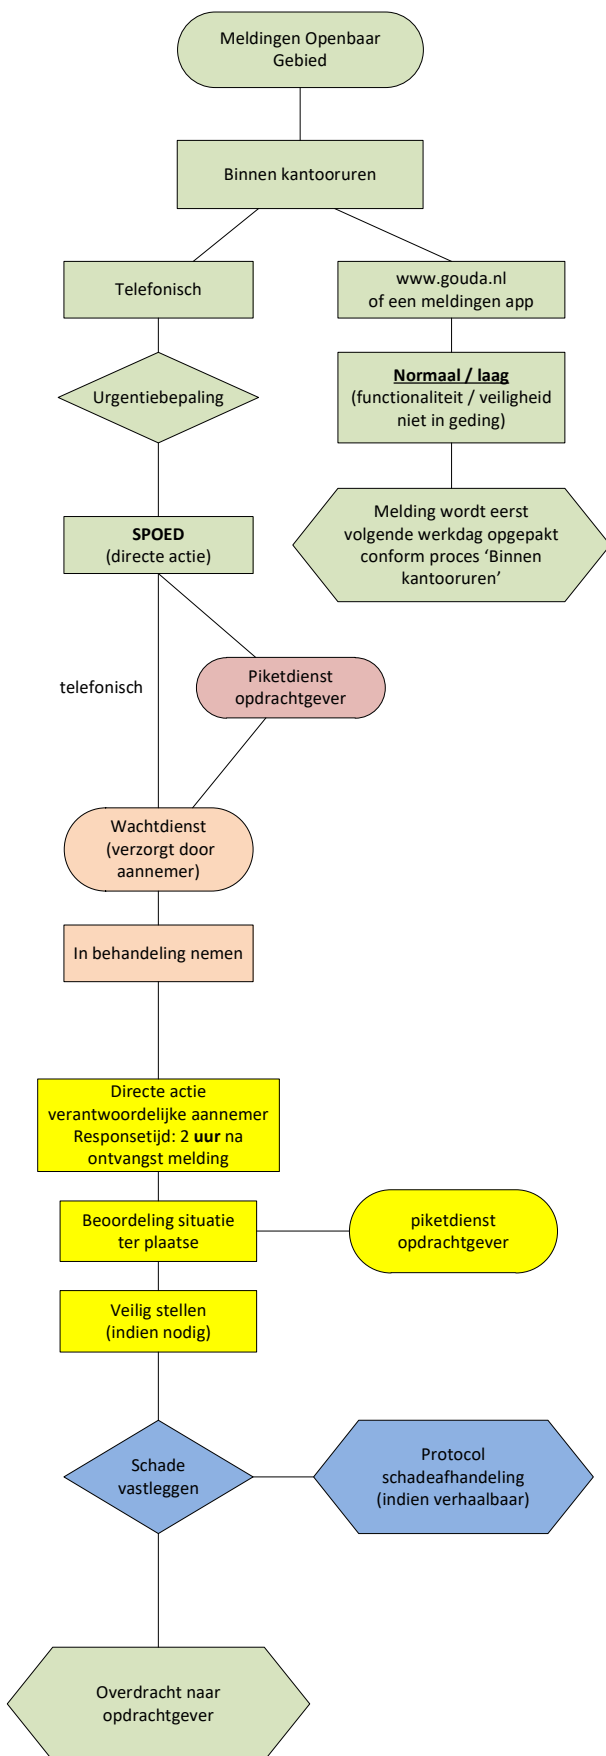 Meldingen Openbaar
Gebied
Binnen kantooruren
Telefonisch
www.gouda.nl
of een meldingen app
Urgentiebepaling
Normaal / laag
(functionaliteit / veiligheid
niet in geding)
SPOED
(directe actie)
Melding wordt eerst
volgende werkdag opgepakt
conform proces ‘Binnen
kantooruren’
telefonisch
Piketdienst
opdrachtgever
Wachtdienst
(verzorgt door
aannemer)
In behandeling nemen
Directe actie
verantwoordelijke aannemer
Responsetijd: 2 uur na
ontvangst melding
Beoordeling situatie
ter plaatse
piketdienst
opdrachtgever
Veilig stellen
(indien nodig)
Schade
vastleggen
Protocol
schadeafhandeling
(indien verhaalbaar)
Overdracht naar
opdrachtgever